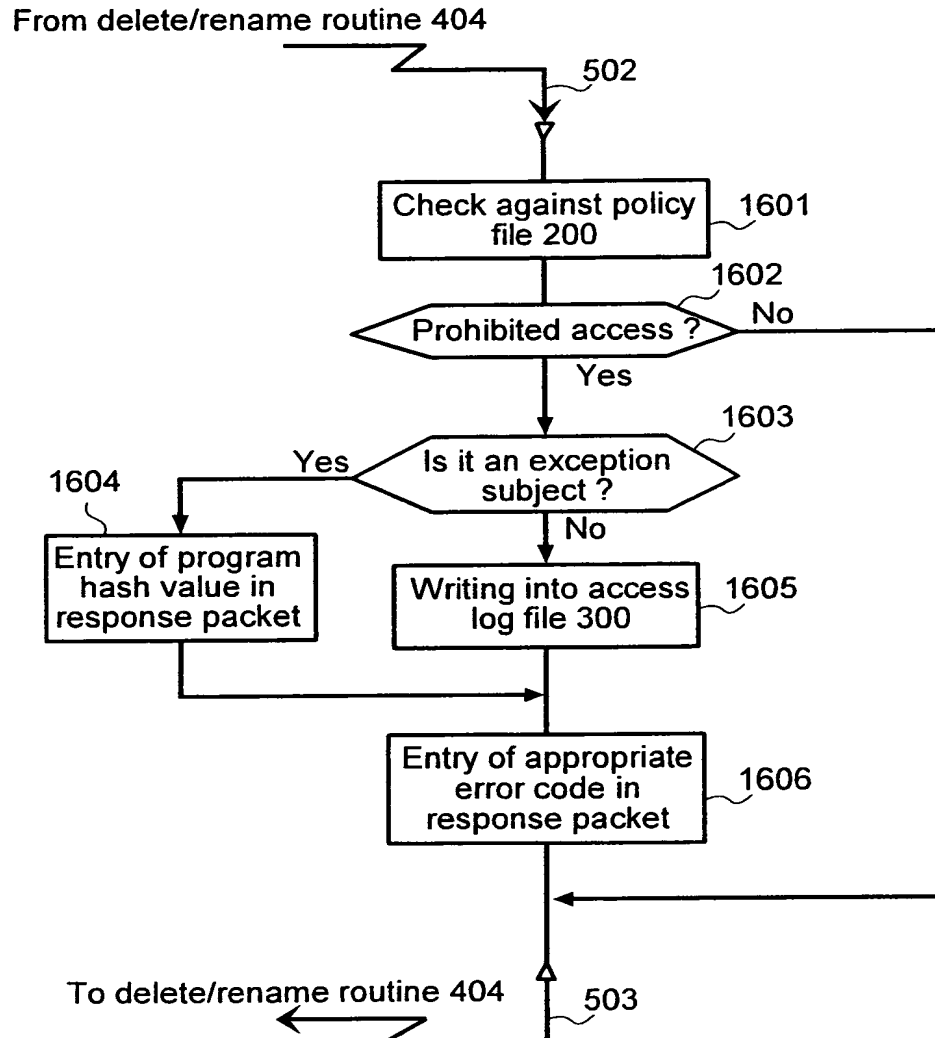 From delete/rename routine 404
502
Check against policy
file 200
1601
1602
Prohibited access ?
No
Yes
1603
Is it an exception
subject ?
Yes
No
1604
Entry of program
hash value in
response packet
Writing into access
log file 300
1605
Entry of appropriate
error code in
response packet
1606
To delete/rename routine 404
503